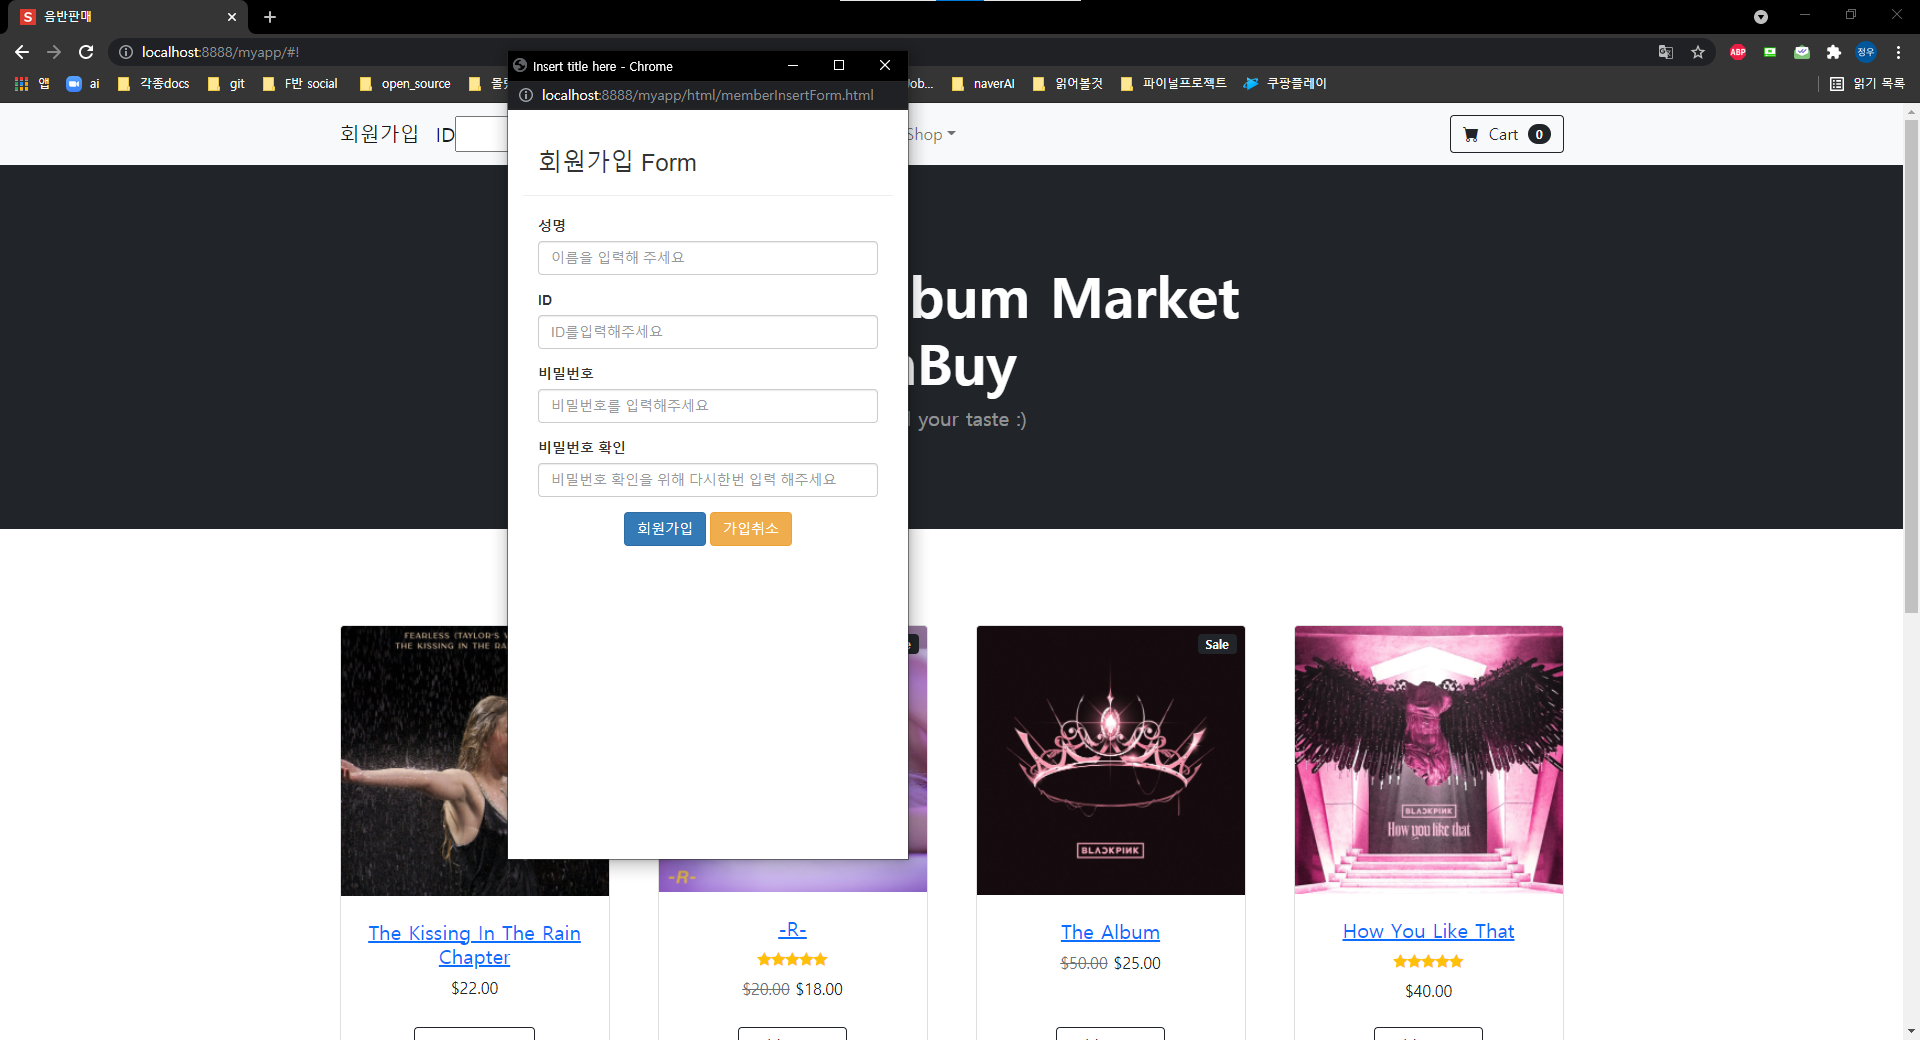 음반판매
localhost:8888/myapp/#!
정우
앱 ai 각종docs git F반 social open_source naverAI 읽어볼것 파이널프로젝트 쿠팡플레이 읽기 목록
Insert title here - Chrome
localhost:8888/myapp/html/memberInsertForm.html
회원가입 ID Shop Cart 0
회원가입 Form
성명
이름을 입력해 주세요
ID
ID를입력해주세요
비밀번호
비밀번호를 입력해주세요
비밀번호 확인
비밀번호 확인을 위해 다시한번 입력 해주세요
회원가입 가입취소
Market
Buy
your taste :)
FEARLESS (TAYLOR'S
THE KISSING IN THE
-R-
Sale
BLACKPINK
BLACKPINK
How you like that
The Kissing In The Rain
Chapter
$22.00
-R-
$20.00 $18.00
The Album
$50.00 $25.00
How You Like That
$40.00